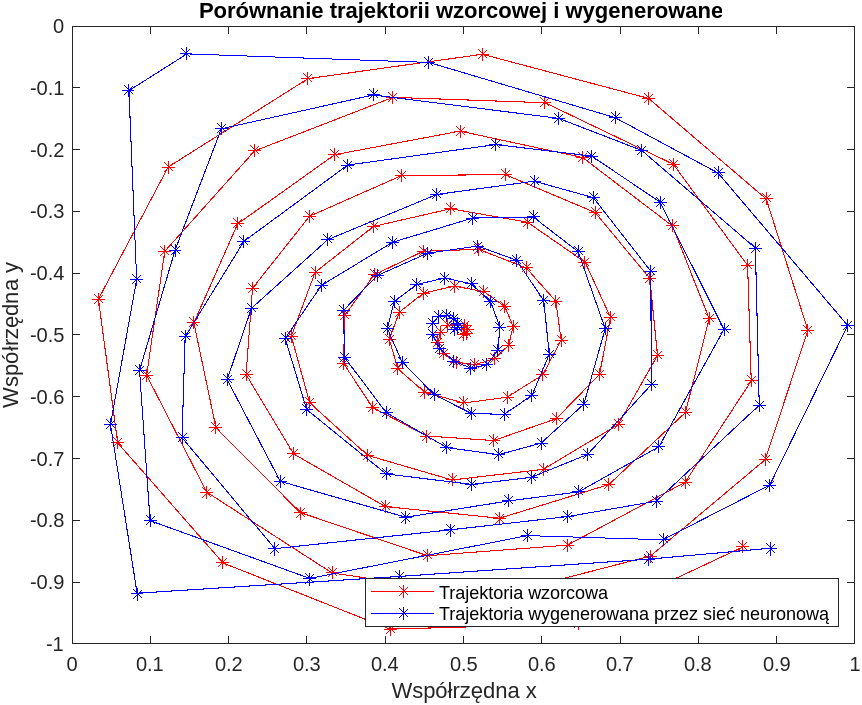 Porównanie trajektorii wzorcowej i wygenerowane
0
-0.1
-0.2
-0.3
-0.4
-0.5
-0.6
-0.7
-0.8
-0.9
-1
Współrzędna y
Trajektoria wzorcowa
Trajektoria wygenerowana przez sieć neuronową
0 0.1 0.2 0.3 0.4 0.5 0.6 0.7 0.8 0.9 1
Współrzędna x